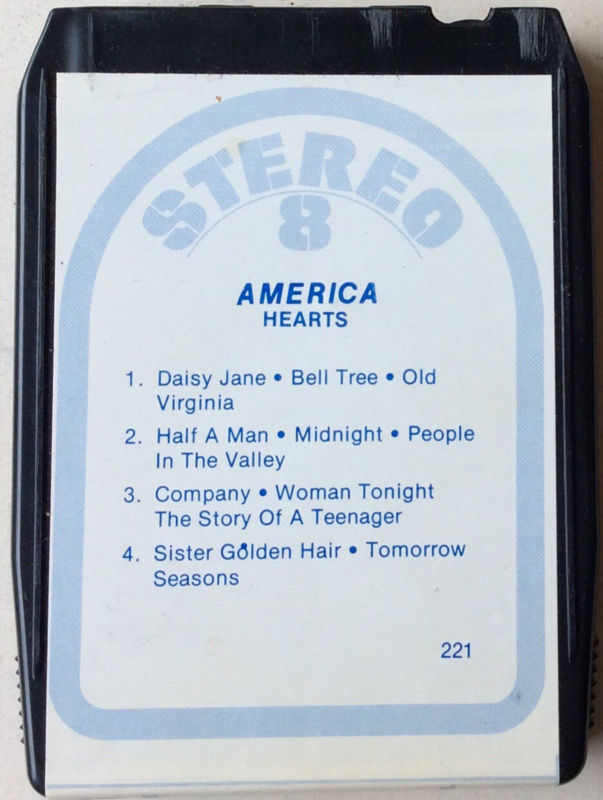 STEREO
8
AMERICA
HEARTS
1. Daisy Jane • Bell Tree • Old
Virginia
2. Half A Man • Midnight • People
In The Valley
3. Company • Woman Tonight
The Story Of A Teenager
4. Sister Golden Hair • Tomorrow
Seasons
221